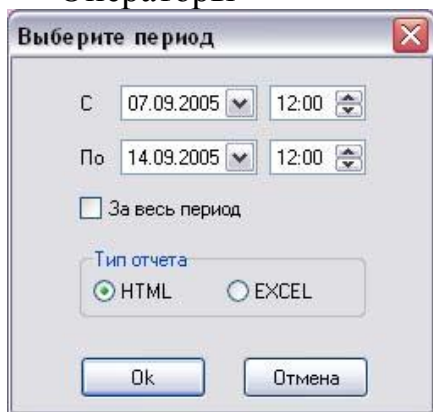 Операторы
Выберите период
С 07.09.2005 12:00
По 14.09.2005 12:00
За весь период
Тип отчета
HTML EXCEL
Ok Отмена